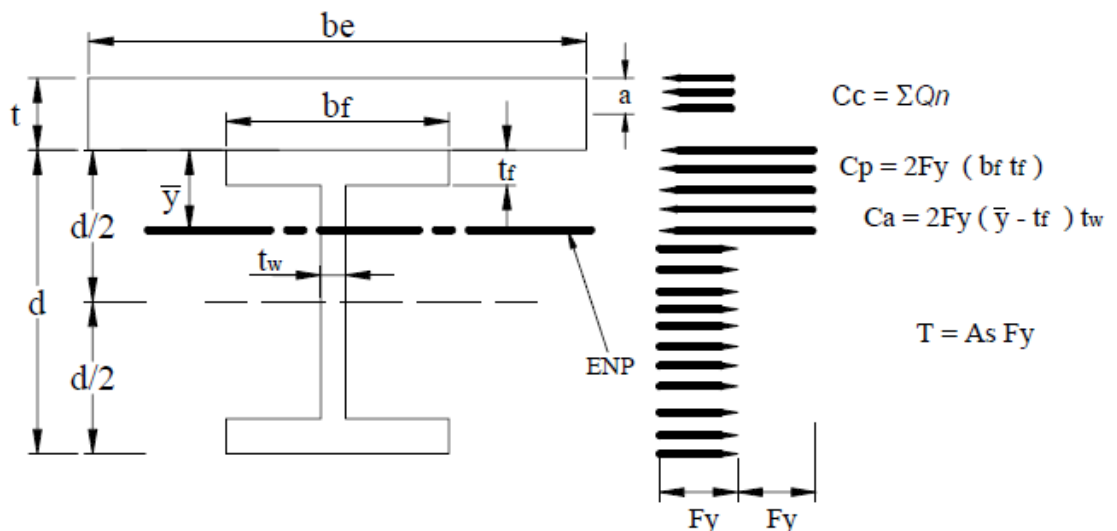 be
t
bf
a
Cc = ΣQn
tf
y̅
Cp = 2Fy ( bf tf )
d/2
Ca = 2Fy ( y̅ - tf ) tw
tw
d
T = As Fy
ENP
d/2
Fy Fy